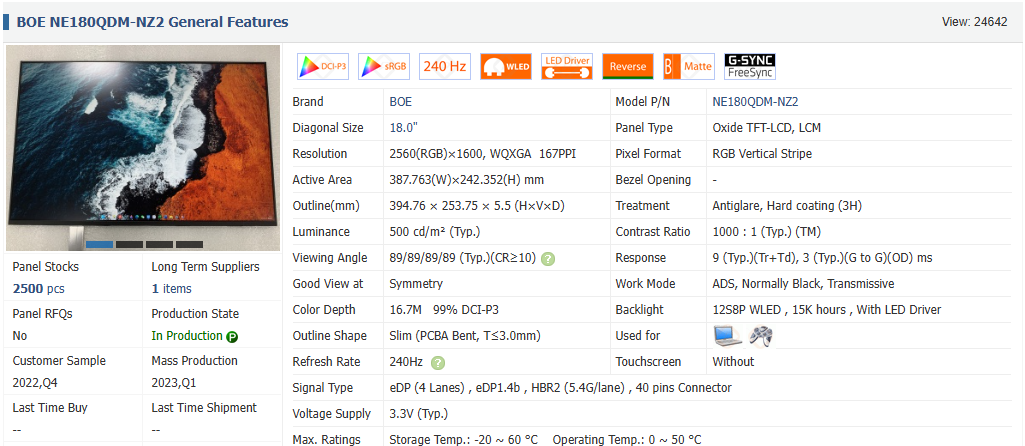 BOE NE180QDM-NZ2 General Features
View: 24642
DCI-P3
sRGB
240 Hz
WLED
LED Driver
Reverse
Matte
G-SYNC
FreeSync
Brand BOE Model P/N NE180QDM-NZ2
Diagonal Size 18.0" Panel Type Oxide TFT-LCD, LCM
Resolution 2560(RGB)×1600, WQXGA 167PPI Pixel Format RGB Vertical Stripe
Active Area 387.763(W)×242.352(H) mm Bezel Opening -
Outline(mm) 394.76 × 253.75 × 5.5 (H×V×D) Treatment Antiglare, Hard coating (3H)
Luminance 500 cd/m² (Typ.) Contrast Ratio 1000 : 1 (Typ.) (TM)
Viewing Angle 89/89/89/89 (Typ.)(CR≥10) ? Response 9 (Typ.)(Tr+Td), 3 (Typ.)(G to G)(OD) ms
Good View at Symmetry Work Mode ADS, Normally Black, Transmissive
Color Depth 16.7M 99% DCI-P3 Backlight 12S8P WLED , 15K hours , With LED Driver
Outline Shape Slim (PCBA Bent, T≤3.0mm) Used for
Refresh Rate 240Hz ? Touchscreen Without
Signal Type eDP (4 Lanes) , eDP1.4b , HBR2 (5.4G/lane) , 40 pins Connector
Voltage Supply 3.3V (Typ.)
Max. Ratings Storage Temp.: -20 ~ 60 °C Operating Temp.: 0 ~ 50 °C
Panel Stocks Long Term Suppliers
2500 pcs 1 items
Panel RFQs Production State
No In Production P
Customer Sample Mass Production
2022,Q4 2023,Q1
Last Time Buy Last Time Shipment
-- --